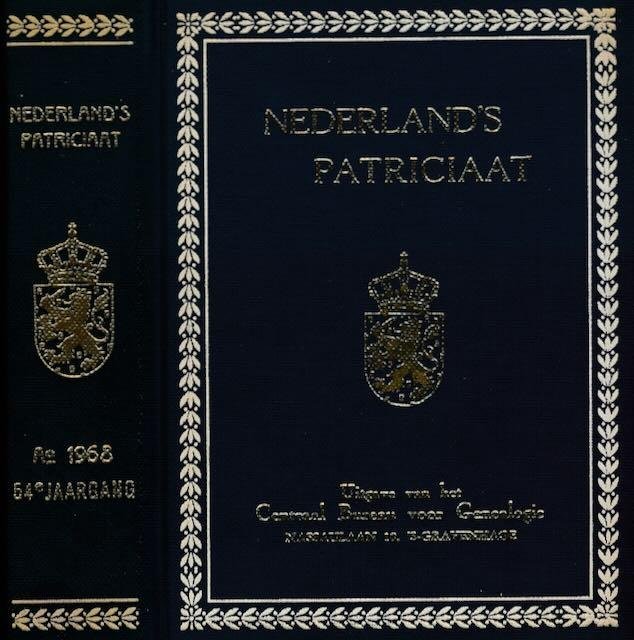 NEDERLAND'S
PATRICIAAT
Ao 1968
54e JAARGANG
NEDERLAND'S
PATRICIAAT
Uitgave van het
Centraal Bureau voor Genealogie
NASSAULAAN 18 'S-GRAVENHAGE